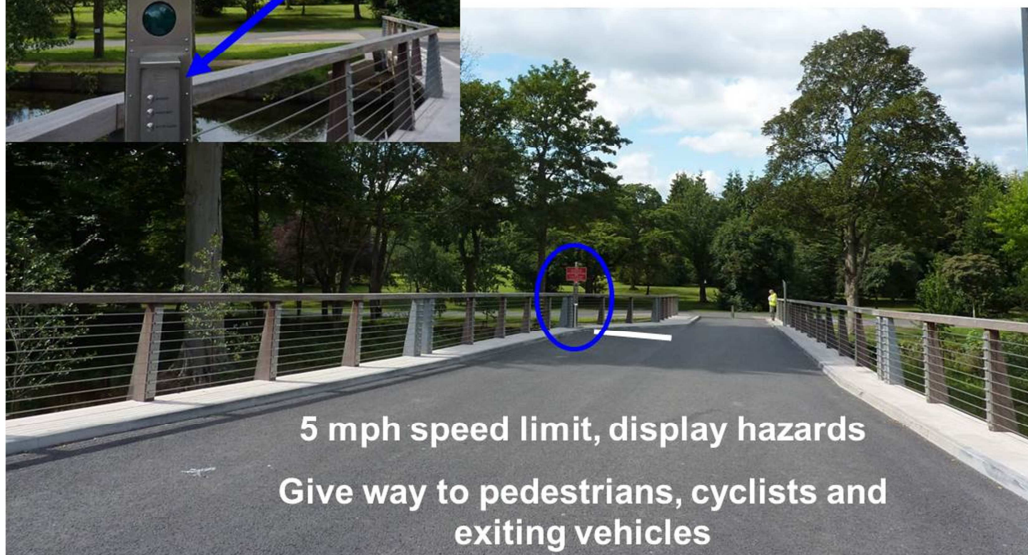 5 mph speed limit, display hazards
Give way to pedestrians, cyclists and
exiting vehicles